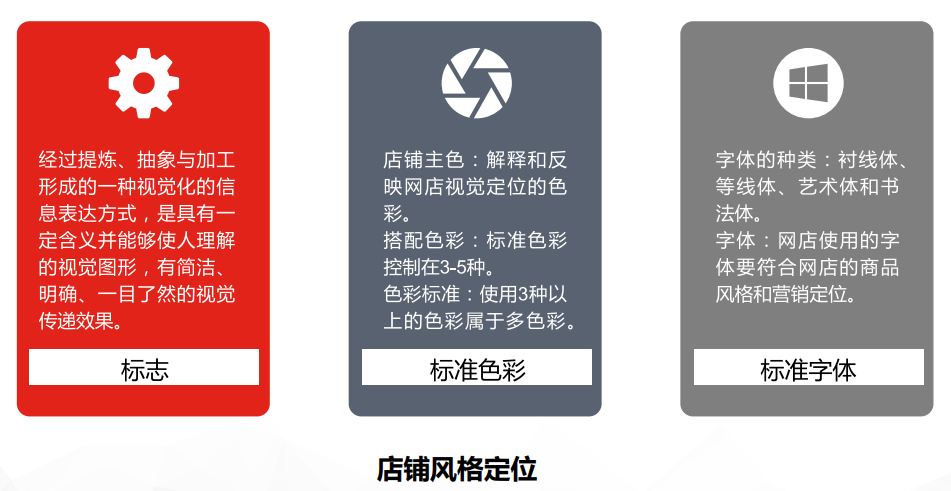 经过提炼、抽象与加工
形成的一种视觉化的信
息表达方式，是具有一
定含义并能够使人理解
的视觉图形，有简洁、
明确、一目了然的视觉
传递效果。
标志
店铺主色：解释和反
映网店视觉定位的色
彩。
搭配色彩：标准色彩
控制在3-5种。
色彩标准：使用3种以
上的色彩属于多色彩。
标准色彩
字体的种类：衬线体、
等线体、艺术体和书
法体。
字体：网店使用的字
体要符合网店的商品
风格和营销定位。
标准字体
店铺风格定位